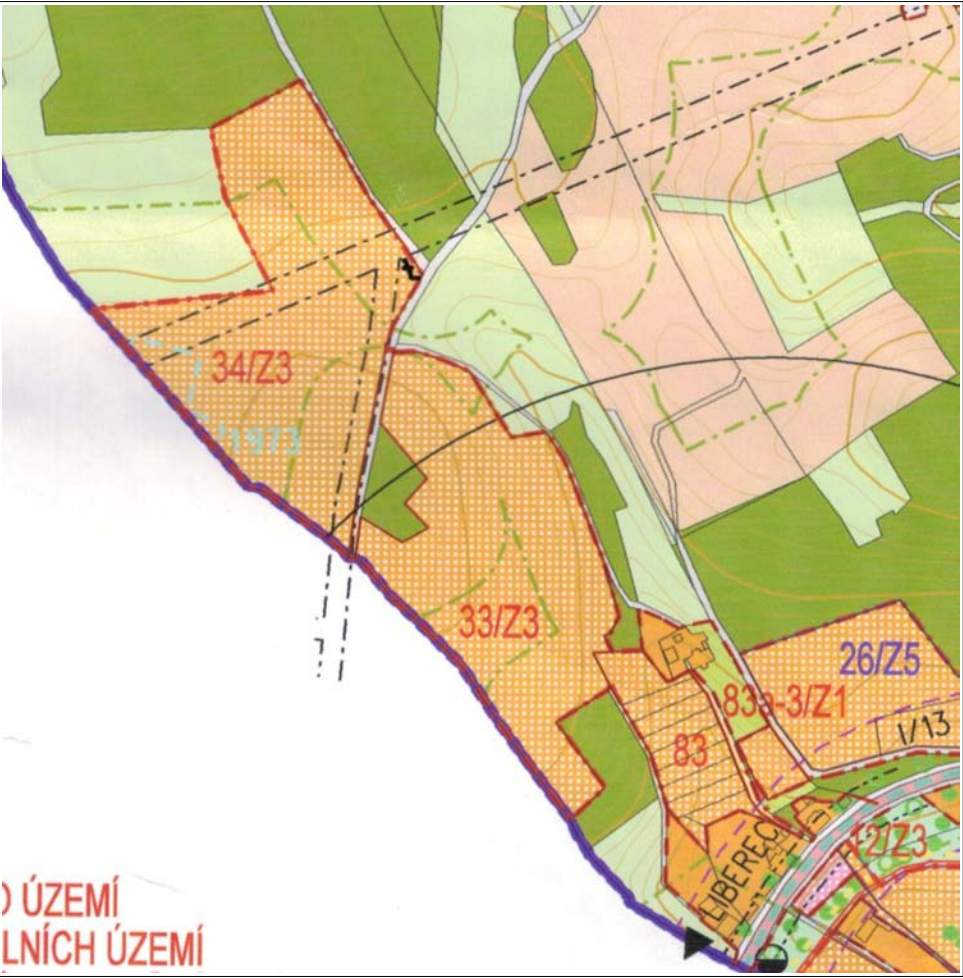 34/Z3
1973
33/Z3
26/Z5
83a-3/Z1
I/13
83
12/Z3
LIBEREC
ÚZEMÍ
LNÍCH ÚZEMÍ